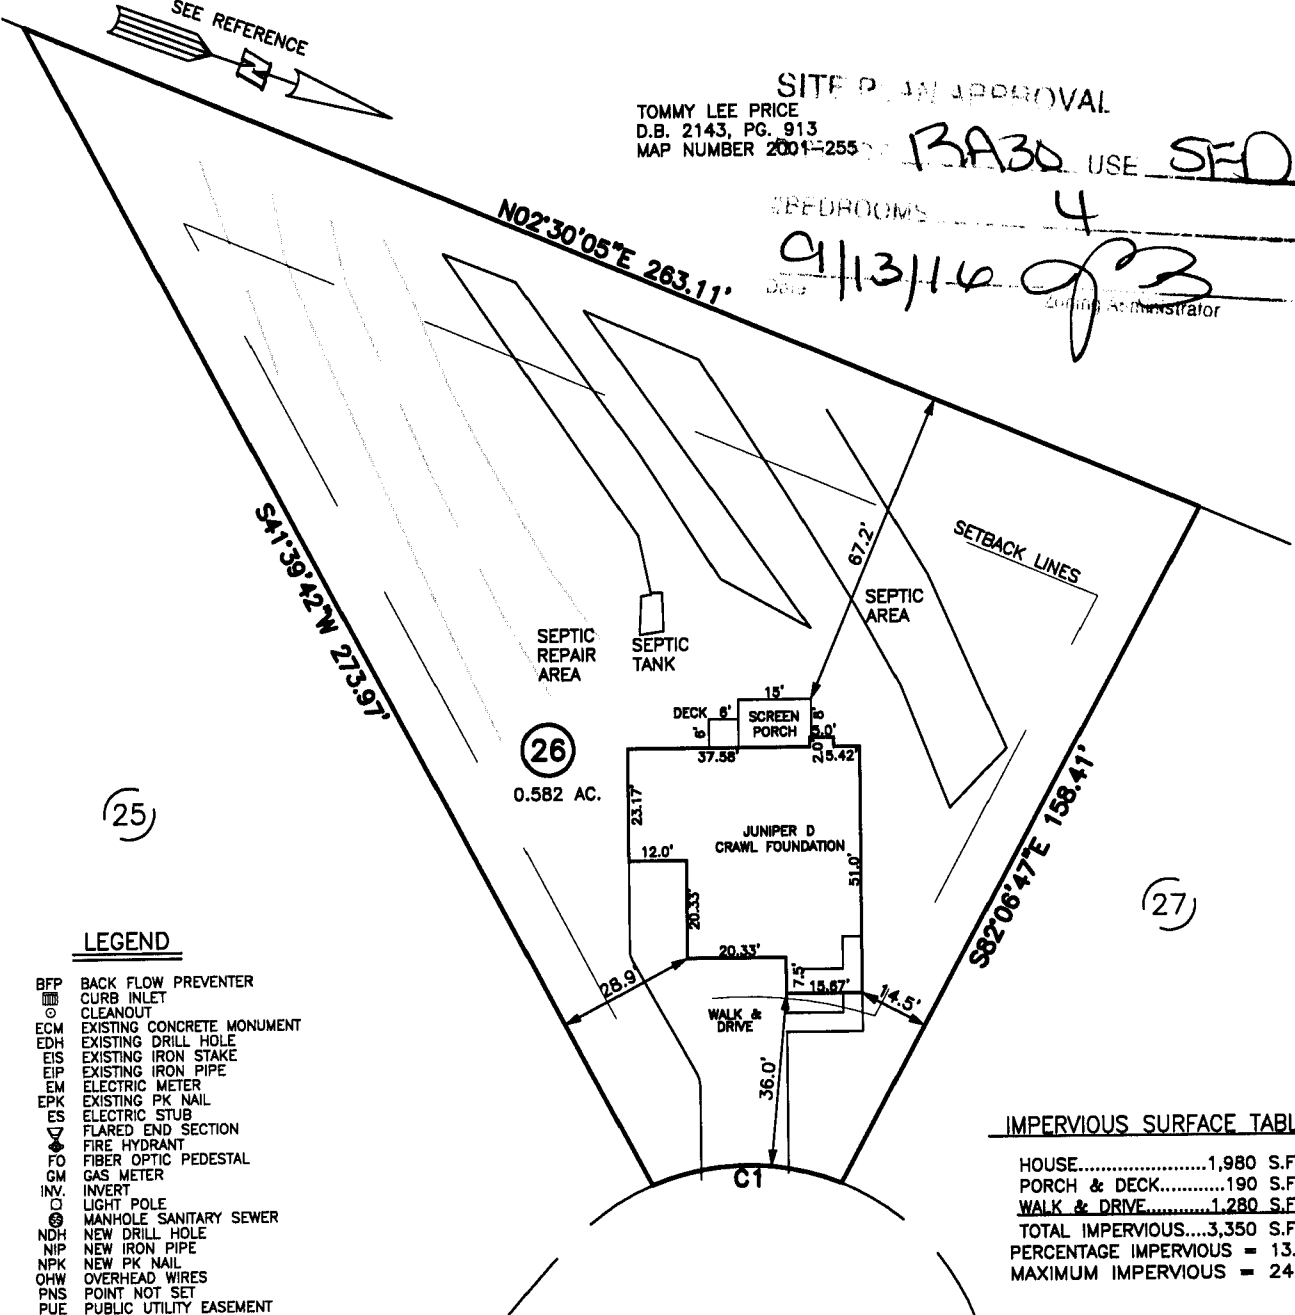 SEE REFERENCE
N
SITE PLAN APPROVAL
TOMMY LEE PRICE
D.B. 2143, PG. 913
MAP NUMBER 2001-255
RA30 USE SFD
#BEDROOMS 4
9/13/16
Date
Zoning Administrator
N02°30'05"E 263.11'
S41°39'42"W 273.97'
S82°06'47"E 158.41'
67.2'
SETBACK LINES
SEPTIC
AREA
SEPTIC
REPAIR
AREA
SEPTIC
TANK
15'
DECK 6'
6'
SCREEN
PORCH
8'
5.0'
2.0'
37.58'
5.42'
26
0.582 AC.
25
27
23.17'
JUNIPER D
CRAWL FOUNDATION
12.0'
51.0'
20.33'
20.33'
7.5'
15.67'
28.9'
14.5'
WALK &
DRIVE
36.0'
C1
LEGEND
BFP BACK FLOW PREVENTER
CURB INLET
CLEANOUT
ECM EXISTING CONCRETE MONUMENT
EDH EXISTING DRILL HOLE
EIS EXISTING IRON STAKE
EIP EXISTING IRON PIPE
EM ELECTRIC METER
EPK EXISTING PK NAIL
ES ELECTRIC STUB
FLARED END SECTION
FIRE HYDRANT
FO FIBER OPTIC PEDESTAL
GM GAS METER
INV. INVERT
LIGHT POLE
MANHOLE SANITARY SEWER
NDH NEW DRILL HOLE
NIP NEW IRON PIPE
NPK NEW PK NAIL
OHW OVERHEAD WIRES
PNS POINT NOT SET
PUE PUBLIC UTILITY EASEMENT
IMPERVIOUS SURFACE TABL
HOUSE......................1,980 S.F
PORCH & DECK............190 S.F
WALK & DRIVE...........1,280 S.F
TOTAL IMPERVIOUS....3,350 S.F
PERCENTAGE IMPERVIOUS = 13.
MAXIMUM IMPERVIOUS = 24